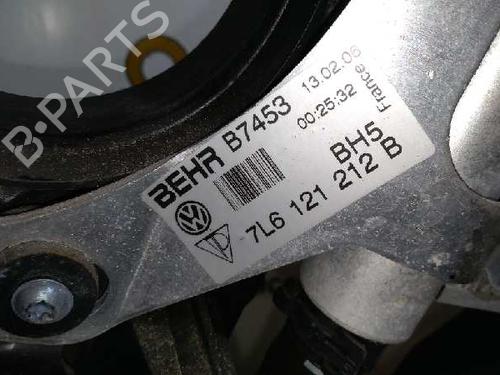 BEHR B7453 13.02.06
00:25:32 France
BH5
7L6 121 212 B
B-PARTS